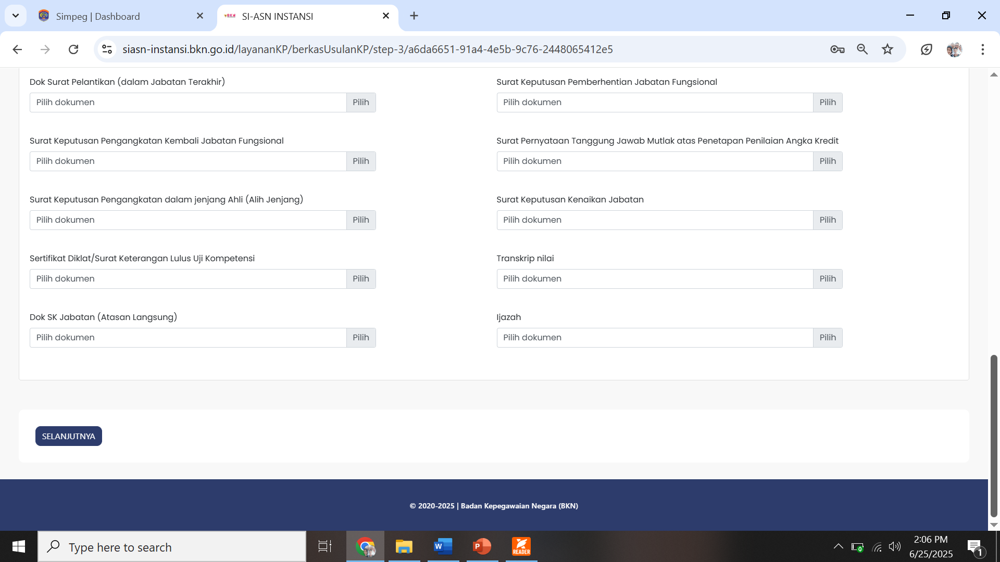 Simpeg | Dashboard
SI-ASN INSTANSI
siasn-instansi.bkn.go.id/layananKP/berkasUsulanKP/step-3/a6da6651-91a4-4e5b-9c76-2448065412e5
Dok Surat Pelantikan (dalam Jabatan Terakhir)
Pilih dokumen Pilih
Surat Keputusan Pemberhentian Jabatan Fungsional
Pilih dokumen Pilih
Surat Keputusan Pengangkatan Kembali Jabatan Fungsional
Pilih dokumen Pilih
Surat Pernyataan Tanggung Jawab Mutlak atas Penetapan Penilaian Angka Kredit
Pilih dokumen Pilih
Surat Keputusan Pengangkatan dalam jenjang Ahli (Alih Jenjang)
Pilih dokumen Pilih
Surat Keputusan Kenaikan Jabatan
Pilih dokumen Pilih
Sertifikat Diklat/Surat Keterangan Lulus Uji Kompetensi
Pilih dokumen Pilih
Transkrip nilai
Pilih dokumen Pilih
Dok SK Jabatan (Atasan Langsung)
Pilih dokumen Pilih
Ijazah
Pilih dokumen Pilih
SELANJUTNYA
© 2020-2025 | Badan Kepegawaian Negara (BKN)
Type here to search
W
P
READER
2:06 PM
6/25/2025
1